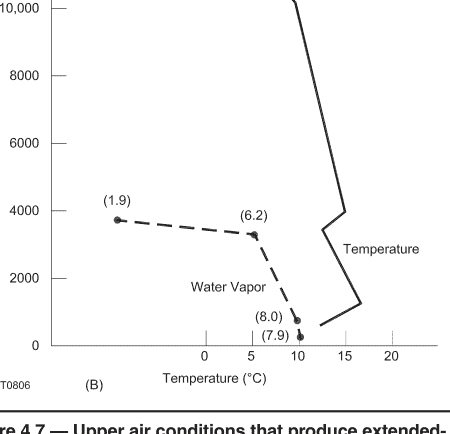 10,000
8000
6000
(1.9)
4000
(6.2)
Temperature
2000
Water Vapor
(8.0)
(7.9)
0
0 5 10 15 20
Temperature (°C)
T0806 (B)
re 4.7 — Upper air conditions that produce extended-